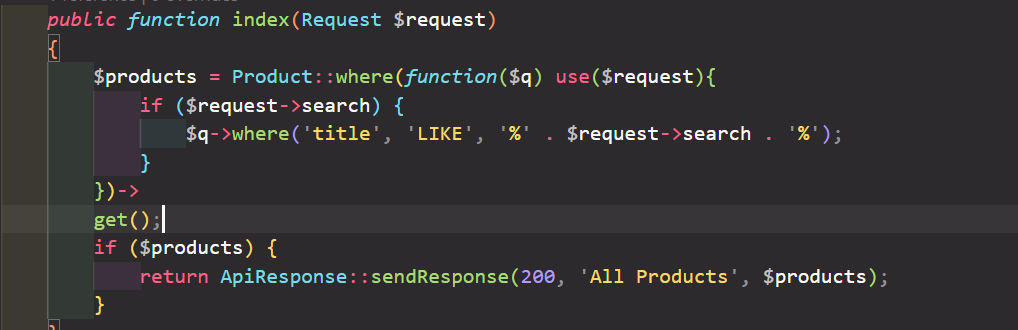 public function index(Request $request)
{
$products = Product::where(function($q) use($request){
if ($request->search) {
$q->where('title', 'LIKE', '%' . $request->search . '%');
}
})->
get();
if ($products) {
return ApiResponse::sendResponse(200, 'All Products', $products);
}
}